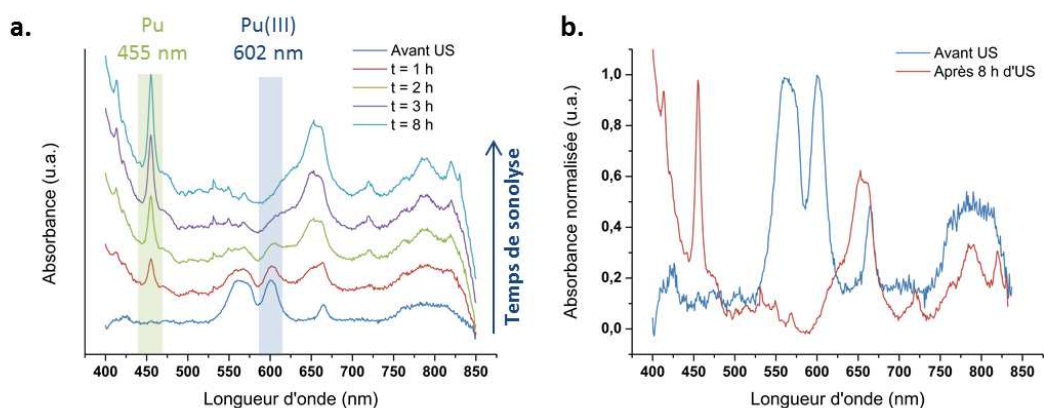 a.
Pu
455 nm
Pu(III)
602 nm
Avant US
t = 1 h
t = 2 h
t = 3 h
t = 8 h
Absorbance (u.a.)
Temps de sonolyse
400 450 500 550 600 650 700 750 800 850
Longueur d'onde (nm)
b.
Avant US
Après 8 h d'US
Absorbance normalisée (u.a.)
1,0
0,8
0,6
0,4
0,2
0,0
400 450 500 550 600 650 700 750 800 850
Longueur d'onde (nm)